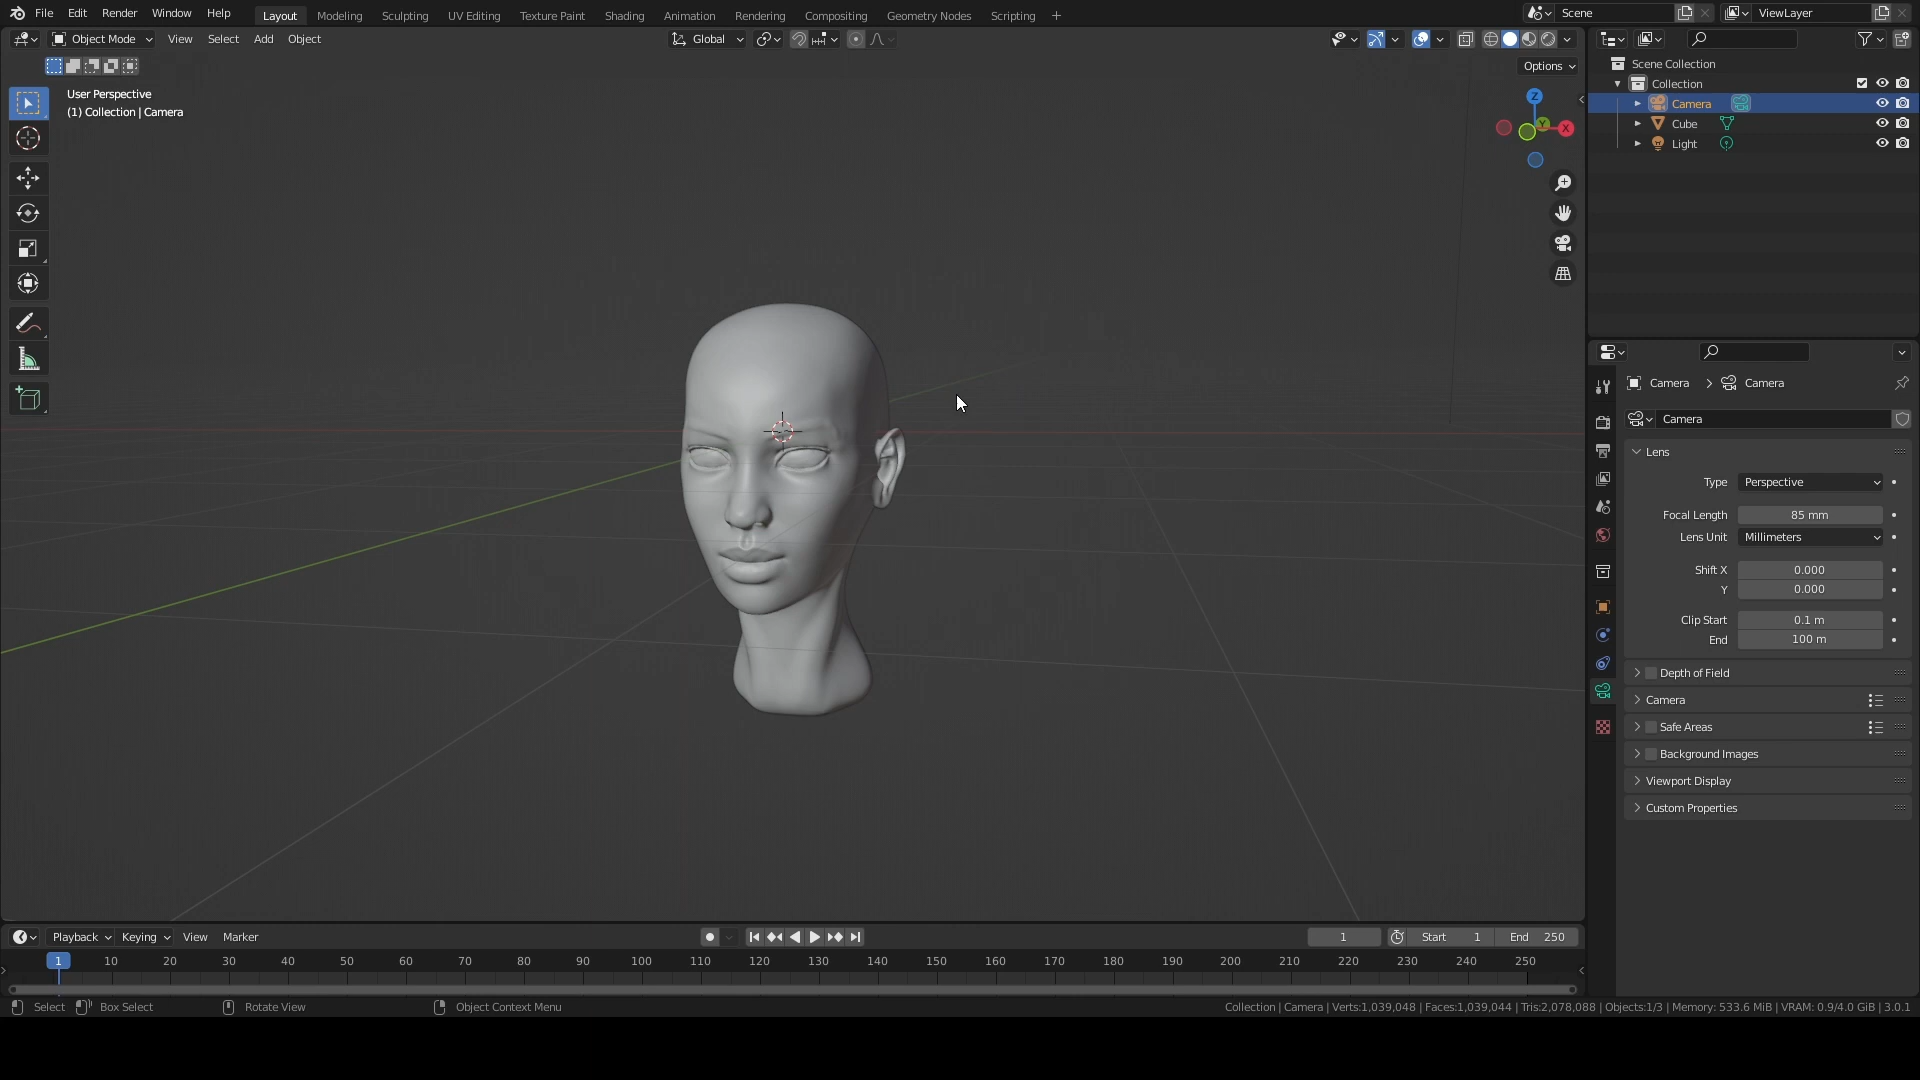 File Edit Render Window Help Layout Modeling Sculpting UV Editing Texture Paint Shading Animation Rendering Compositing Geometry Nodes Scripting + Scene ViewLayer
Object Mode View Select Add Object Global
Options
User Perspective
(1) Collection | Camera
Z
Y
X
Scene Collection
Collection
Camera
Cube
Light
Camera > Camera
Camera
Lens
Type Perspective
Focal Length 85 mm
Lens Unit Millimeters
Shift X 0.000
Y 0.000
Clip Start 0.1 m
End 100 m
Depth of Field
Camera
Safe Areas
Background Images
Viewport Display
Custom Properties
Playback Keying View Marker 1 Start 1 End 250
1 10 20 30 40 50 60 70 80 90 100 110 120 130 140 150 160 170 180 190 200 210 220 230 240 250
Select Box Select Rotate View Object Context Menu Collection | Camera | Verts:1,039,048 | Faces:1,039,044 | Tris:2,078,088 | Objects:1/3 | Memory: 533.6 MiB | VRAM: 0.9/4.0 GiB | 3.0.1